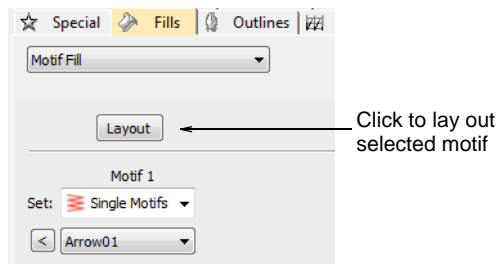 Special Fills Outlines
Motif Fill
Layout
Click to lay out
selected motif
Motif 1
Set: Single Motifs
< Arrow01